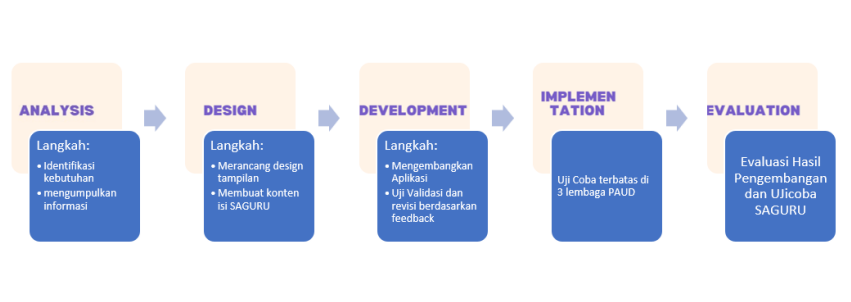 ANALYSIS
Langkah:
• Identifikasi
kebutuhan
• mengumpulkan
informasi
DESIGN
Langkah:
• Merancang design
tampilan
• Membuat konten
isi SAGURU
DEVELOPMENT
Langkah:
• Mengembangkan
Aplikasi
• Uji Validasi dan
revisi berdasarkan
feedback
IMPLEMEN
TATION
Uji Coba terbatas di
3 lembaga PAUD
EVALUATION
Evaluasi Hasil
Pengembangan
dan UJicoba
SAGURU